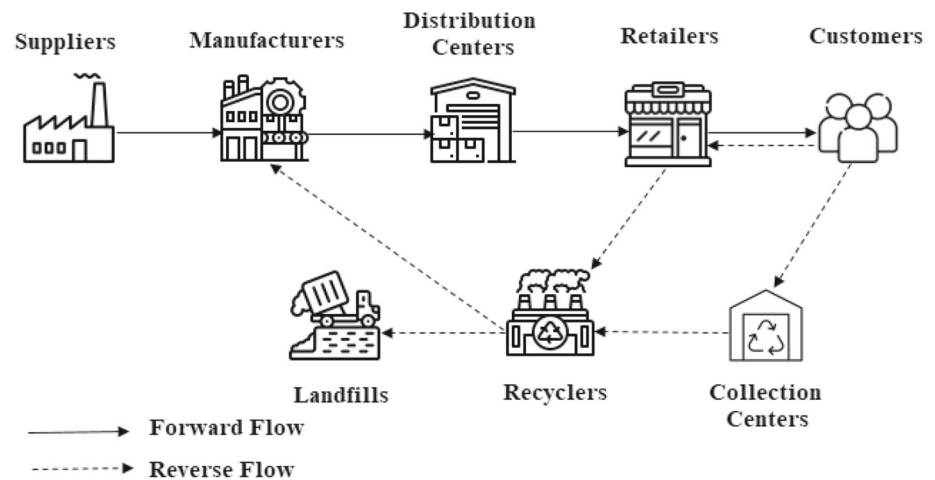 Suppliers
Manufacturers
Distribution
Centers
Retailers
Customers
Landfills
Recyclers
Collection
Centers
Forward Flow
Reverse Flow